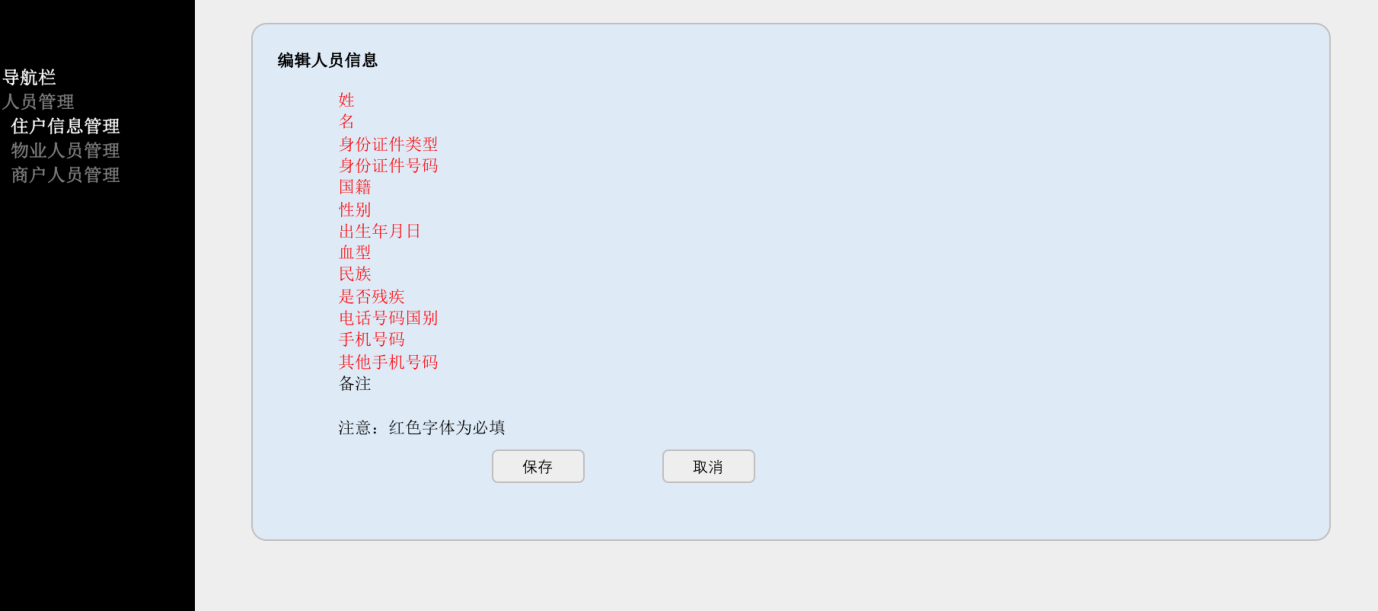 导航栏
人员管理
住户信息管理
物业人员管理
商户人员管理
编辑人员信息
姓
名
身份证件类型
身份证件号码
国籍
性别
出生年月日
血型
民族
是否残疾
电话号码国别
手机号码
其他手机号码
备注
注意：红色字体为必填
保存 取消